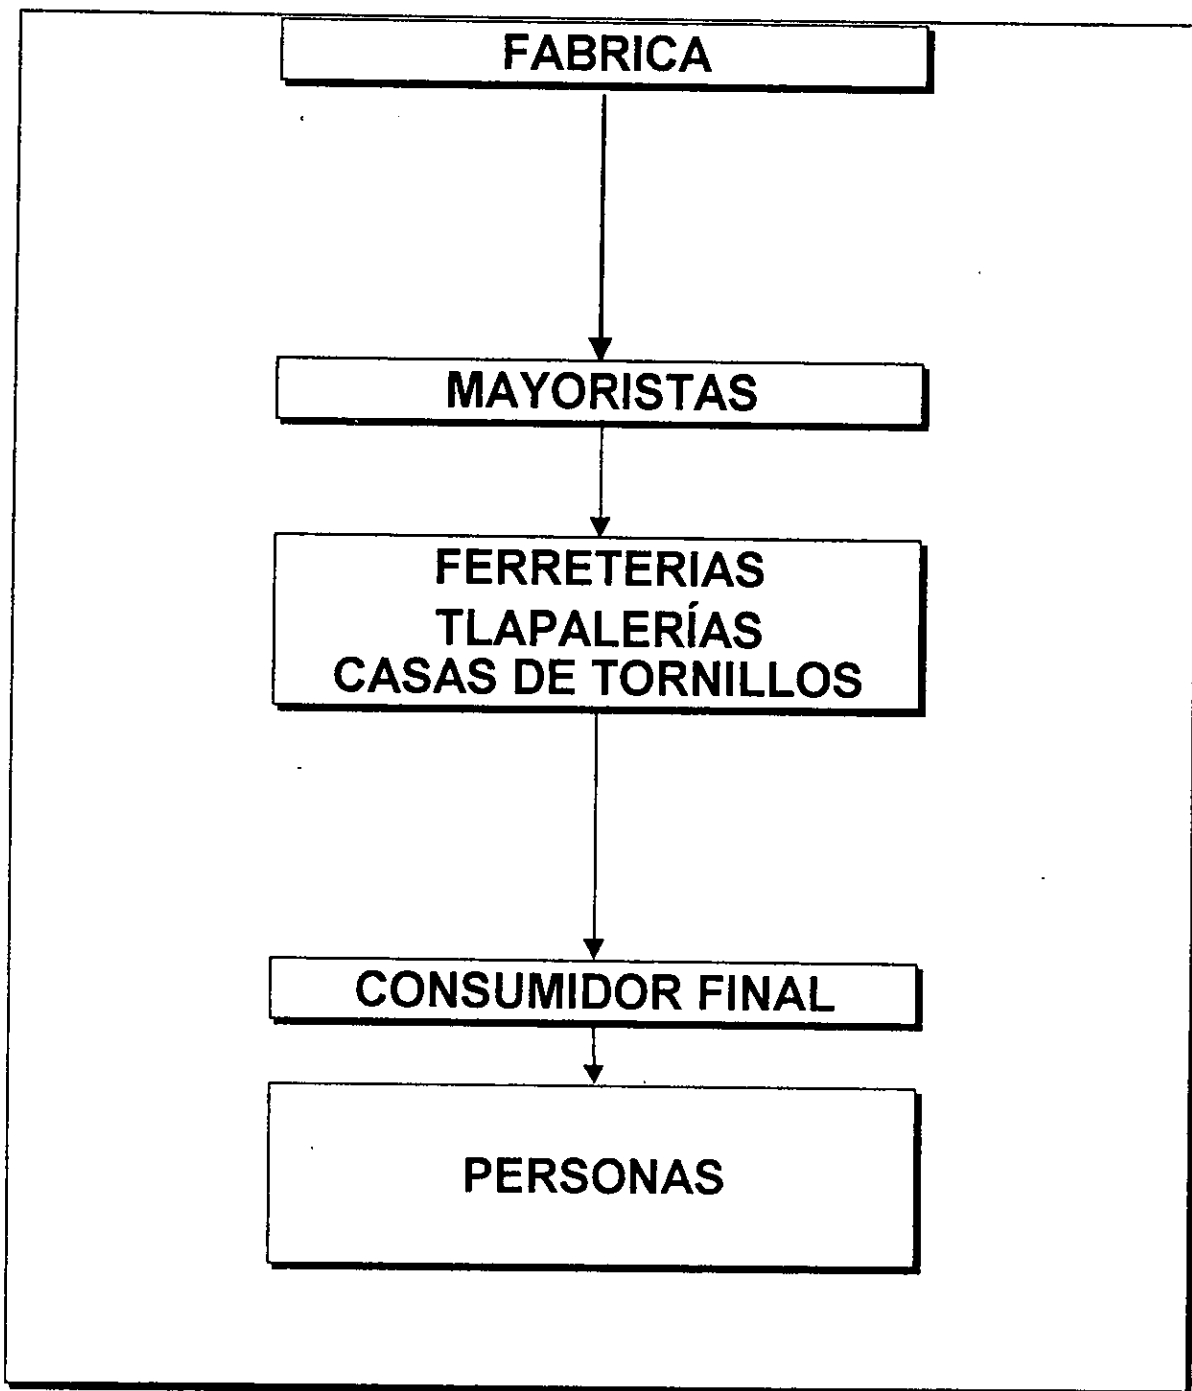 FABRICA
MAYORISTAS
FERRETERIAS
TLAPALERÍAS
CASAS DE TORNILLOS
CONSUMIDOR FINAL
PERSONAS